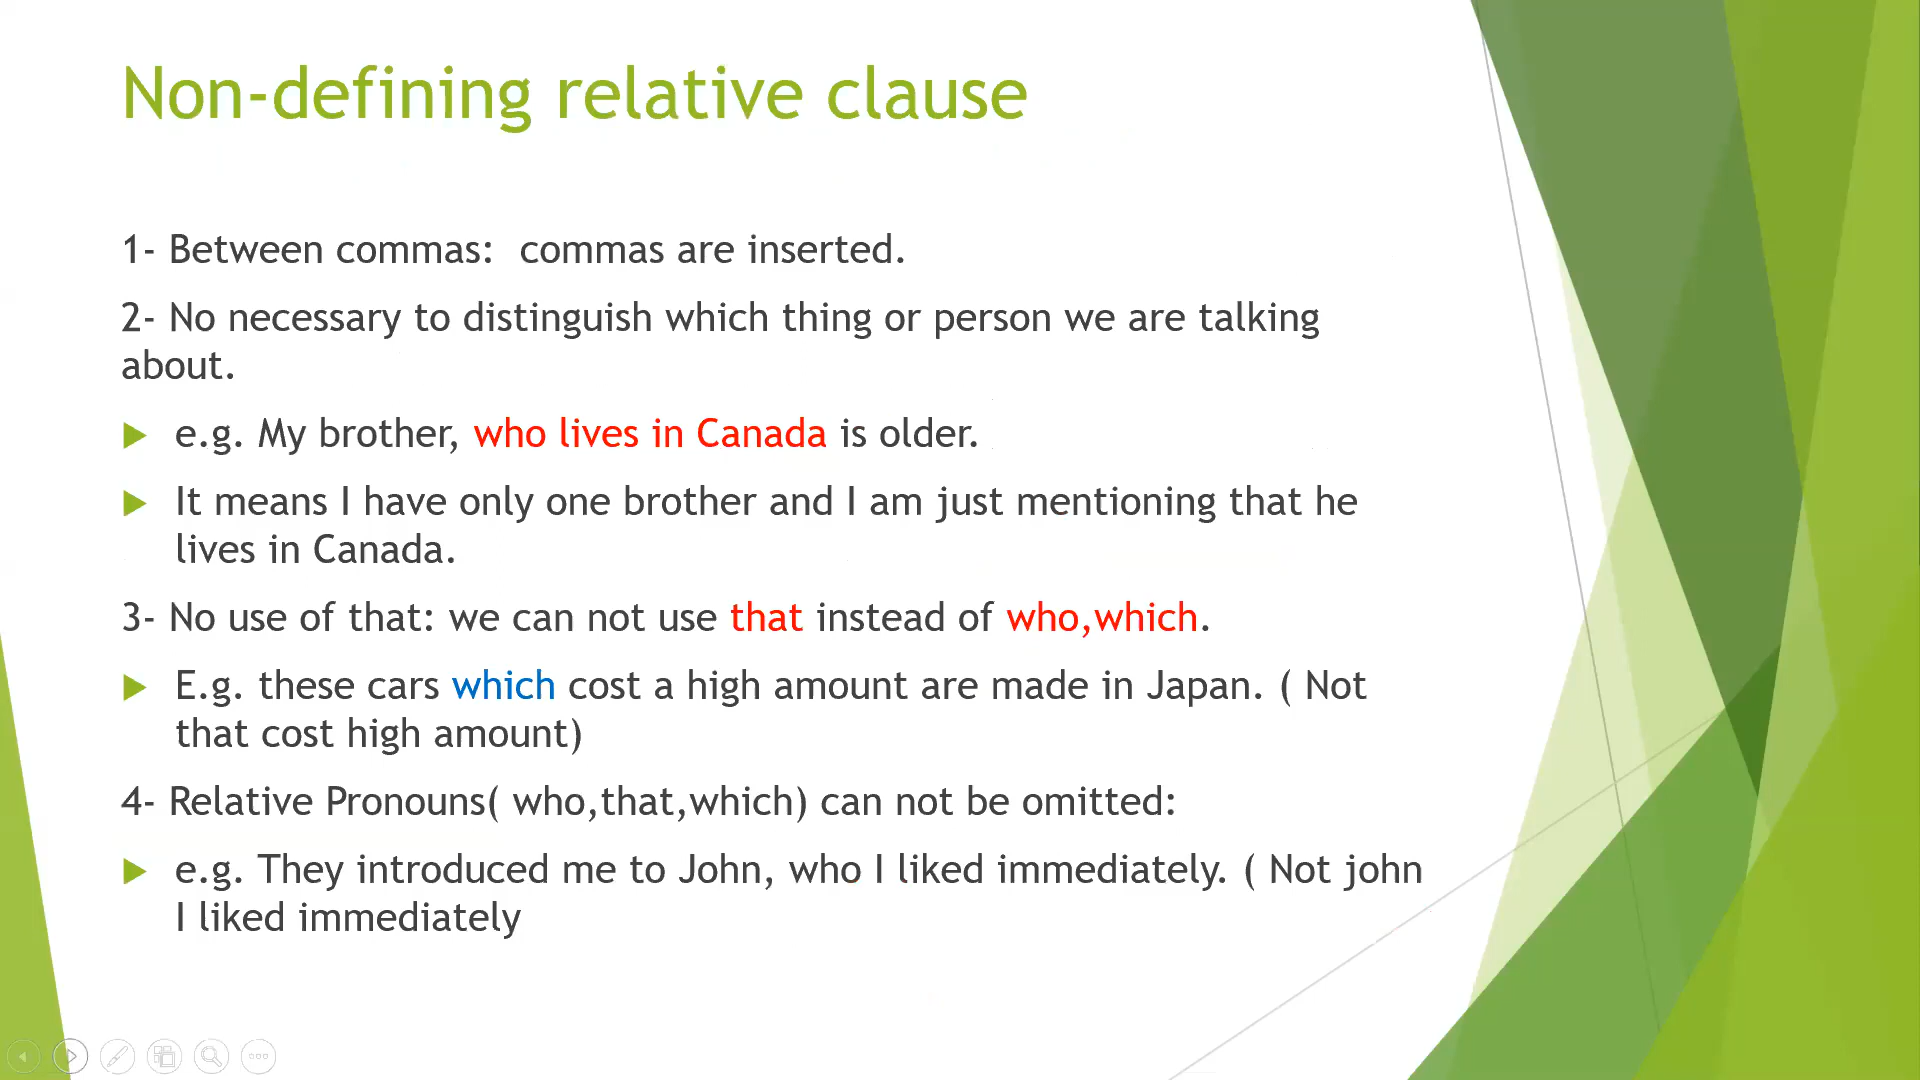 Non-defining relative clause
1- Between commas:  commas are inserted.
2- No necessary to distinguish which thing or person we are talking
about.
e.g. My brother, who lives in Canada is older.
It means I have only one brother and I am just mentioning that he
lives in Canada.
3- No use of that: we can not use that instead of who,which.
E.g. these cars which cost a high amount are made in Japan. ( Not
that cost high amount)
4- Relative Pronouns( who,that,which) can not be omitted:
e.g. They introduced me to John, who I liked immediately. ( Not john
I liked immediately